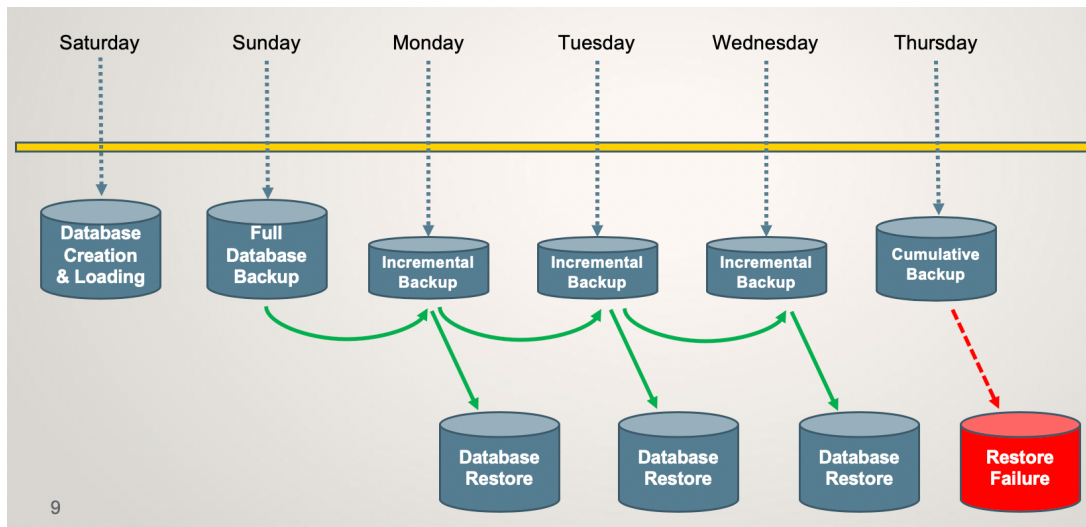 Saturday
Sunday
Monday
Tuesday
Wednesday
Thursday
Database
Creation
& Loading
Full
Database
Backup
Incremental
Backup
Incremental
Backup
Incremental
Backup
Cumulative
Backup
Database
Restore
Database
Restore
Database
Restore
Restore
Failure
9